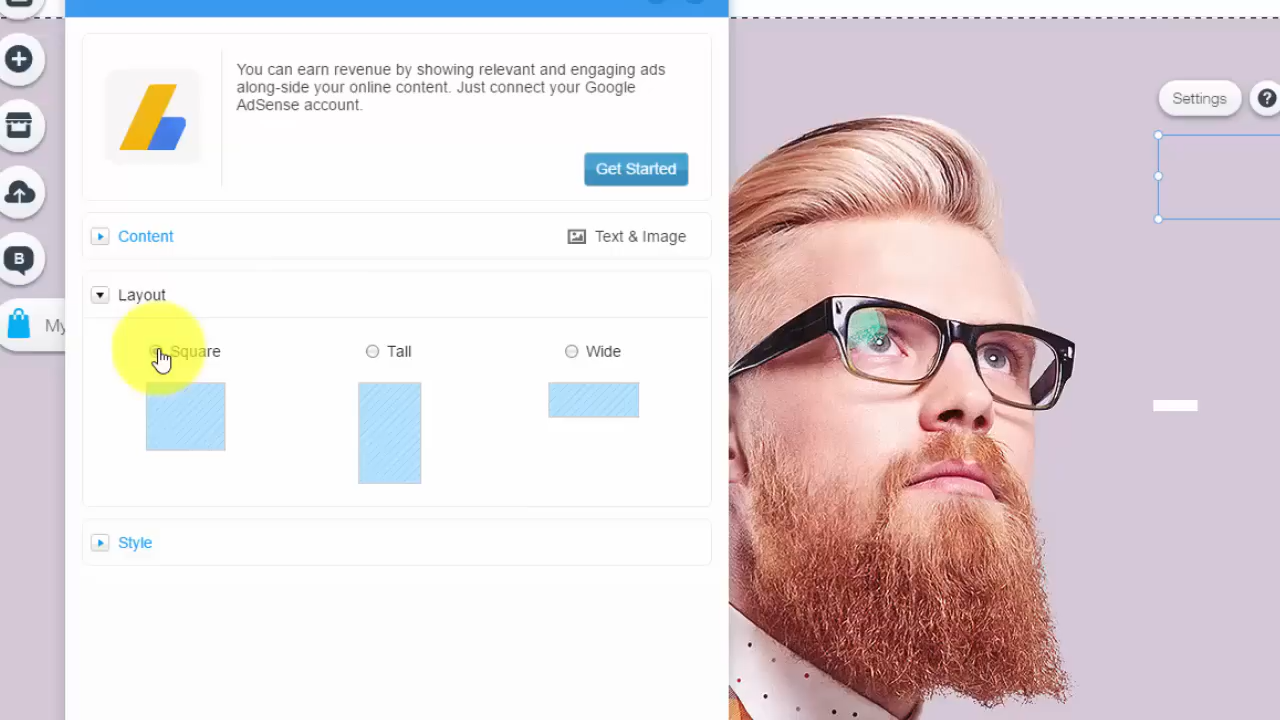 You can earn revenue by showing relevant and engaging ads
along-side your online content. Just connect your Google
AdSense account.
Get Started
Settings
?
Content
Text & Image
B
Layout
My
Square
Tall
Wide
Style